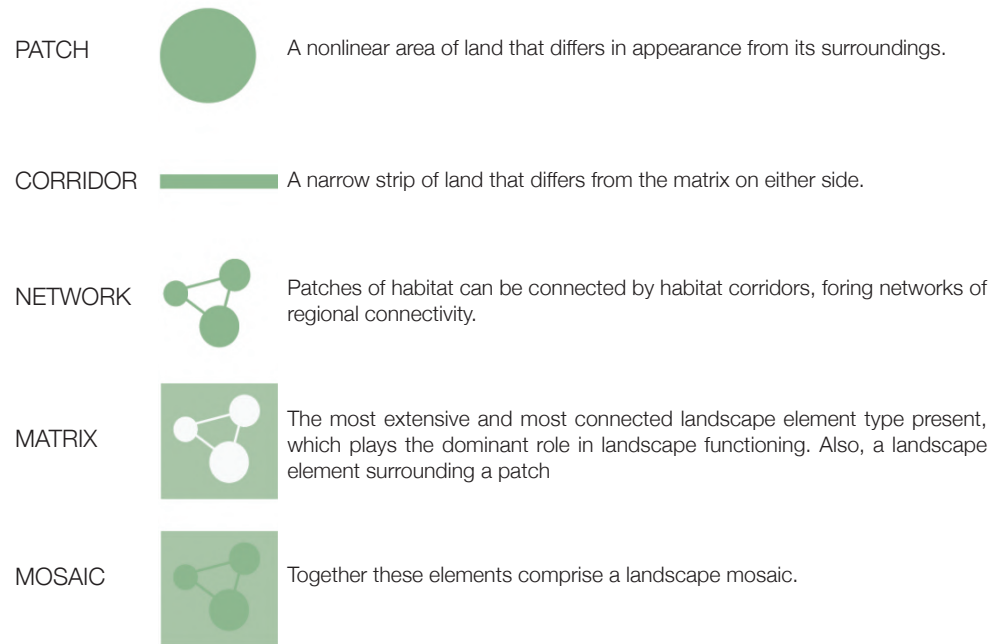 PATCH
A nonlinear area of land that differs in appearance from its surroundings.
CORRIDOR
A narrow strip of land that differs from the matrix on either side.
NETWORK
Patches of habitat can be connected by habitat corridors, foring networks of
regional connectivity.
MATRIX
The most extensive and most connected landscape element type present,
which plays the dominant role in landscape functioning. Also, a landscape
element surrounding a patch
MOSAIC
Together these elements comprise a landscape mosaic.